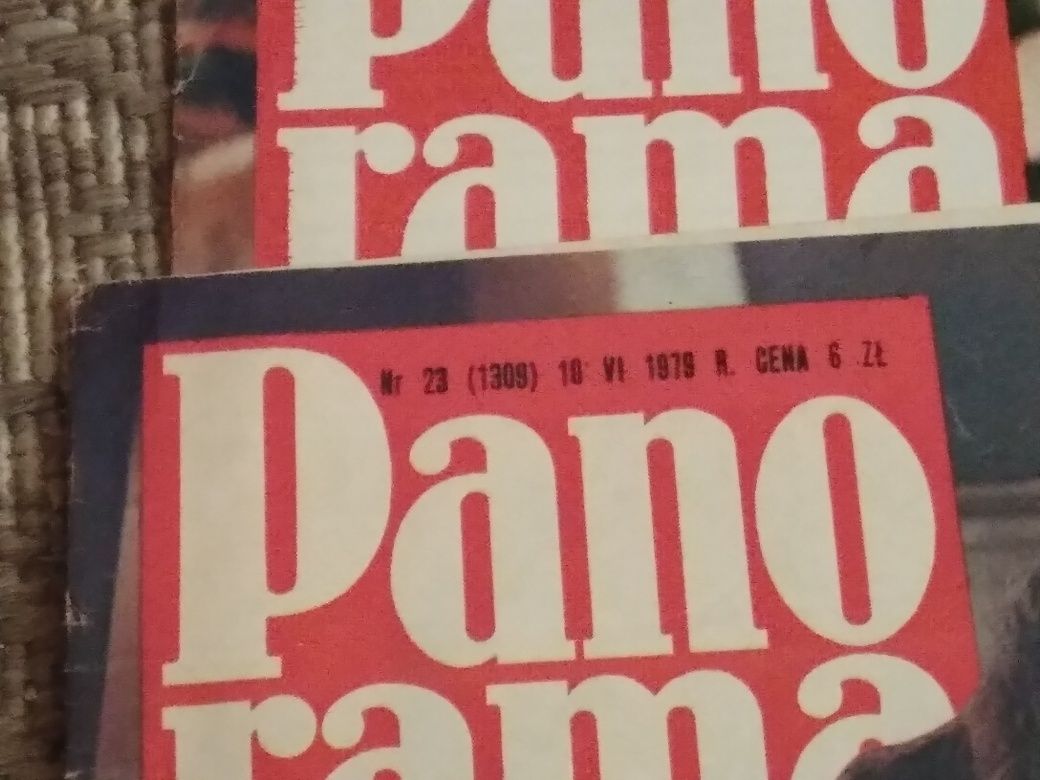 Pano
rama
Nr 23 (1309) 10 VI 1979 R. CENA 6 ZŁ
Pano
rama